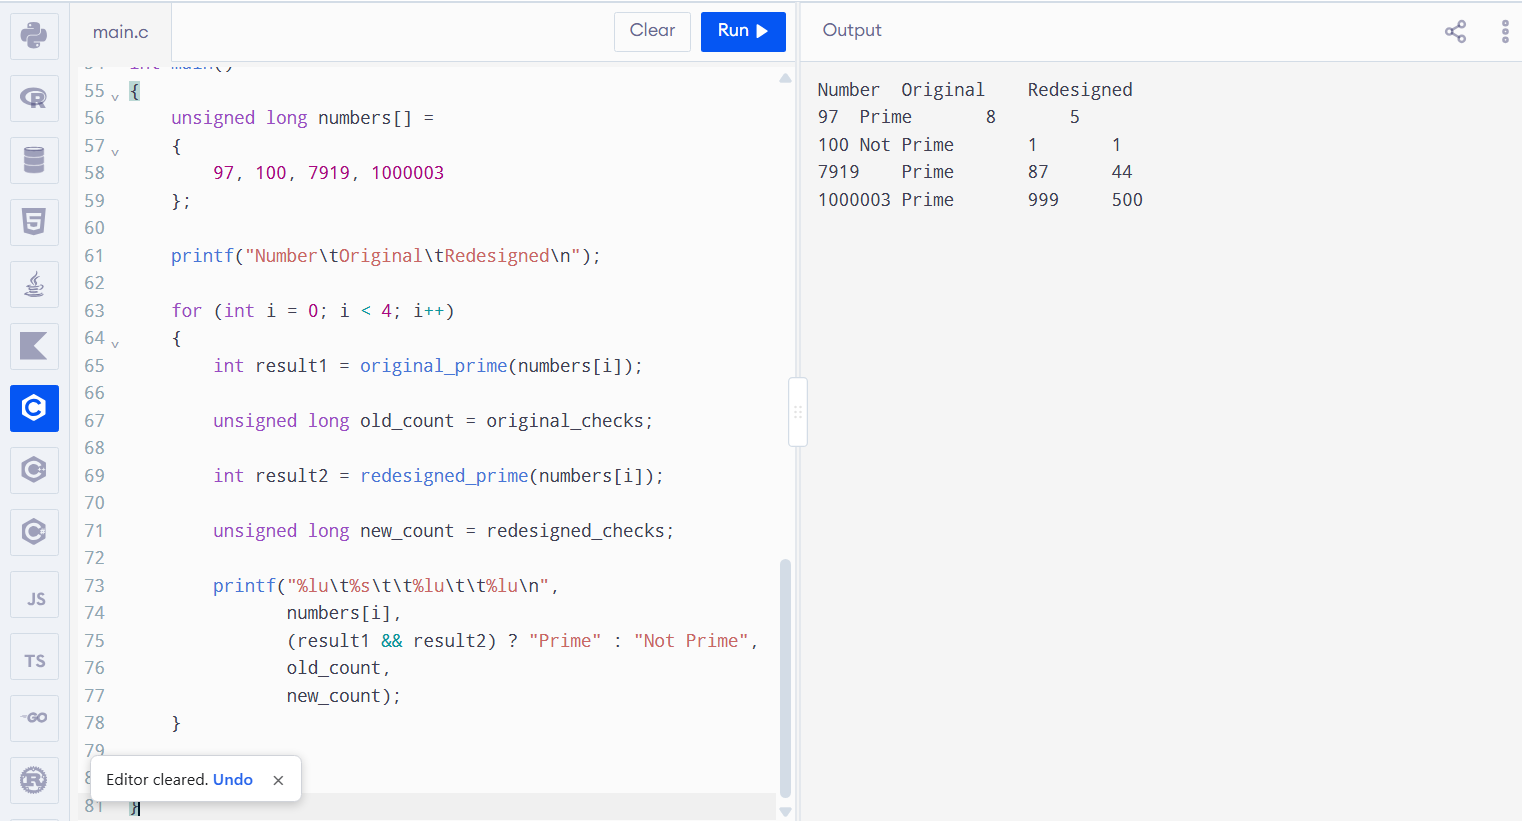 main.c
Clear
Run
Output
int main()
55 {
56 unsigned long numbers[] =
57 {
58 97, 100, 7919, 1000003
59 };
60
61 printf("Number\tOriginal\tRedesigned\n");
62
63 for (int i = 0; i < 4; i++)
64 {
65 int result1 = original_prime(numbers[i]);
66
67 unsigned long old_count = original_checks;
68
69 int result2 = redesigned_prime(numbers[i]);
70
71 unsigned long new_count = redesigned_checks;
72
73 printf("%lu\t%s\t\t%lu\t\t%lu\n",
74 numbers[i],
75 (result1 && result2) ? "Prime" : "Not Prime",
76 old_count,
77 new_count);
78 }
79
81 }
Editor cleared. Undo
Number Original Redesigned
97 Prime 8 5
100 Not Prime 1 1
7919 Prime 87 44
1000003 Prime 999 500
R
5
C
C
C
JS
TS
GO
R